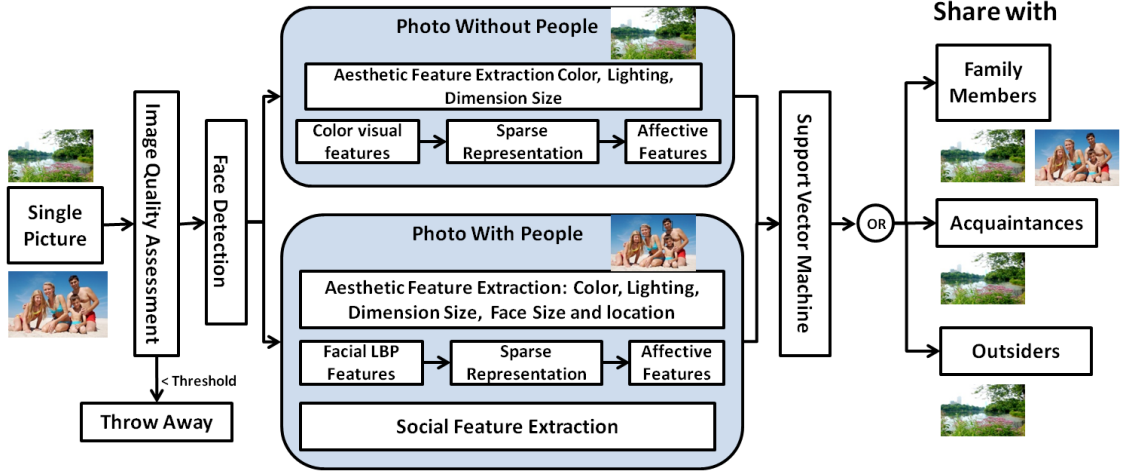 Single
Picture
Image Quality Assessment
< Threshold
Throw Away
Face Detection
Photo Without People
Aesthetic Feature Extraction Color, Lighting,
Dimension Size
Color visual
features
Sparse
Representation
Affective
Features
Photo With People
Aesthetic Feature Extraction: Color, Lighting,
Dimension Size, Face Size and location
Facial LBP
Features
Sparse
Representation
Affective
Features
Social Feature Extraction
Support Vector Machine
OR
Share with
Family
Members
Acquaintances
Outsiders